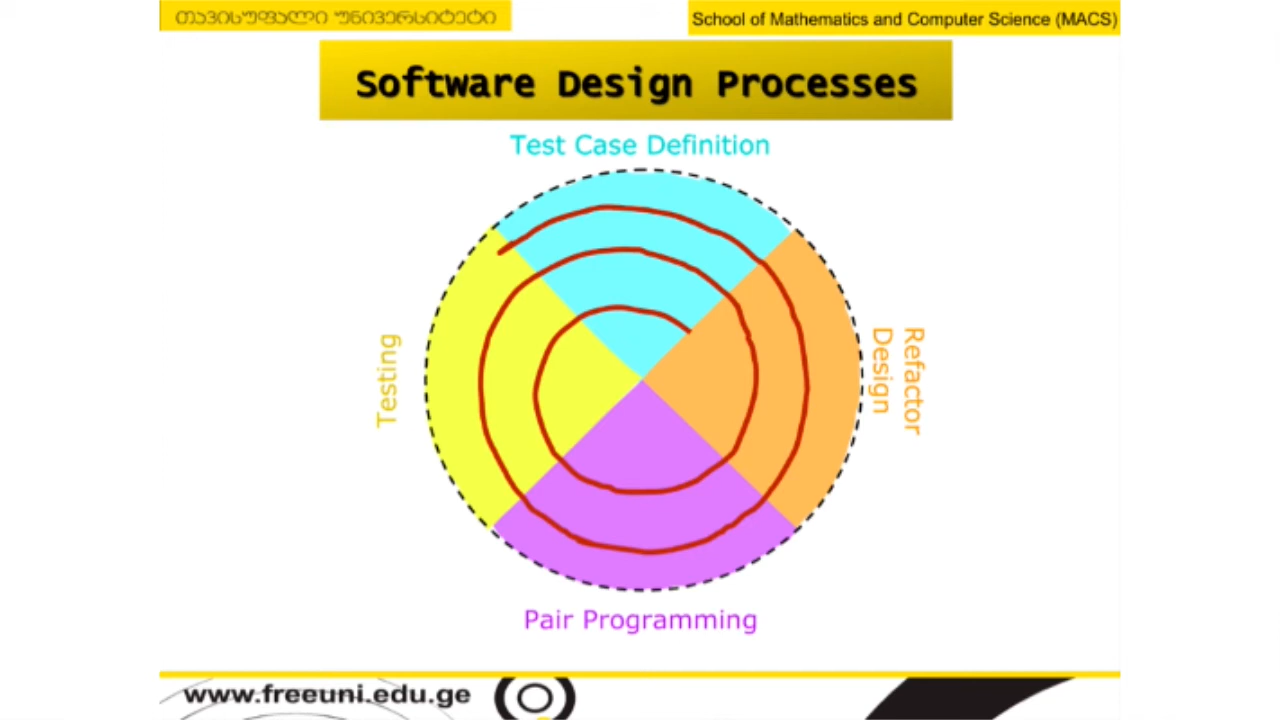 თავისუფალი უნივერსიტეტი
School of Mathematics and Computer Science (MACS)
Software Design Processes
Test Case Definition
Testing
Refactor
Design
Pair Programming
www.freeuni.edu.ge